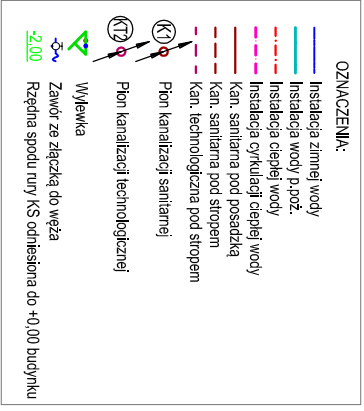 OZNACZENIA:
Instalacja zimnej wody
Instalacja wody p.poż.
Instalacja ciepłej wody
Instalacja cyrkulacji ciepłej wody
Kan. sanitarna pod posadzką
Kan. sanitarna pod stropem
Kan. technologiczna pod stropem
K1 Pion kanalizacji sanitarnej
KT2 Pion kanalizacji technologicznej
Wylewka
Zawór ze złączką do węża
-2,00 Rzędna spodu rury KS odniesiona do +0,00 budynku